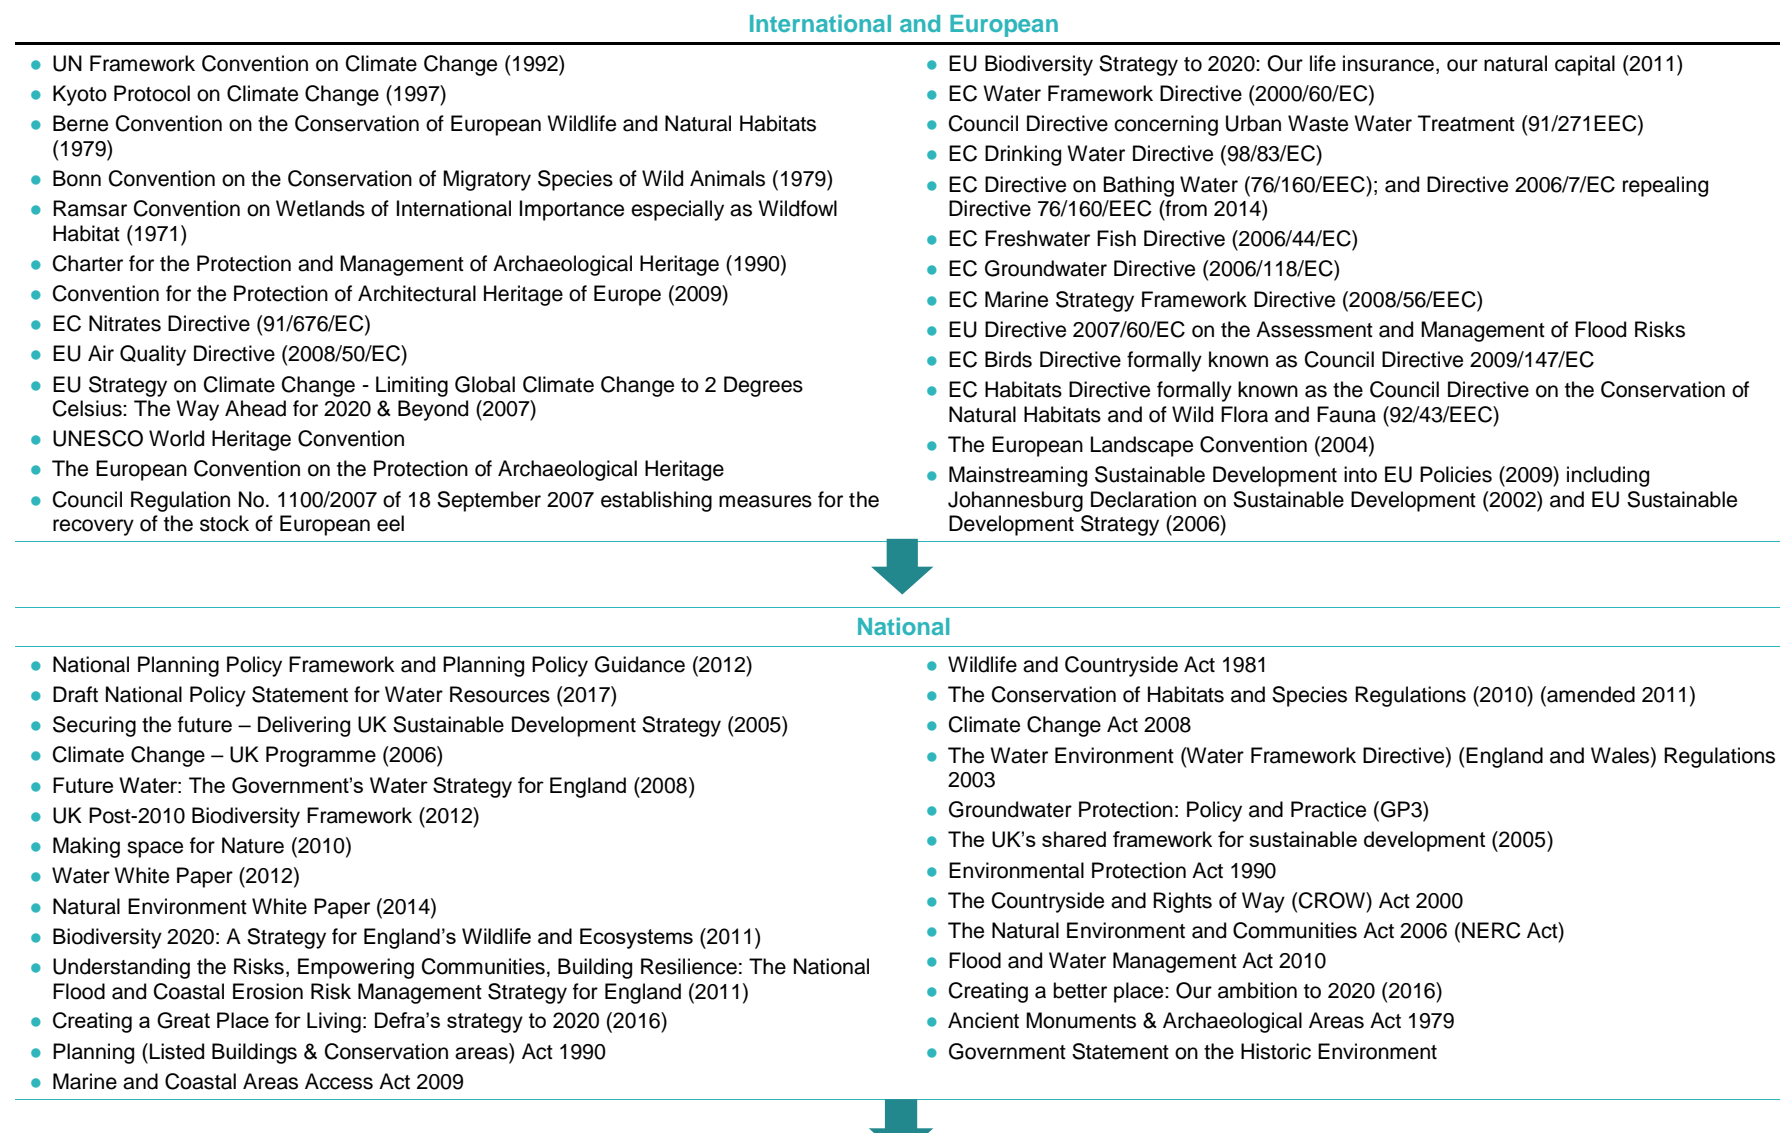 International and European
● UN Framework Convention on Climate Change (1992)
● Kyoto Protocol on Climate Change (1997)
● Berne Convention on the Conservation of European Wildlife and Natural Habitats
(1979)
● Bonn Convention on the Conservation of Migratory Species of Wild Animals (1979)
● Ramsar Convention on Wetlands of International Importance especially as Wildfowl
Habitat (1971)
● Charter for the Protection and Management of Archaeological Heritage (1990)
● Convention for the Protection of Architectural Heritage of Europe (2009)
● EC Nitrates Directive (91/676/EC)
● EU Air Quality Directive (2008/50/EC)
● EU Strategy on Climate Change - Limiting Global Climate Change to 2 Degrees
Celsius: The Way Ahead for 2020 & Beyond (2007)
● UNESCO World Heritage Convention
● The European Convention on the Protection of Archaeological Heritage
● Council Regulation No. 1100/2007 of 18 September 2007 establishing measures for the
recovery of the stock of European eel
● EU Biodiversity Strategy to 2020: Our life insurance, our natural capital (2011)
● EC Water Framework Directive (2000/60/EC)
● Council Directive concerning Urban Waste Water Treatment (91/271EEC)
● EC Drinking Water Directive (98/83/EC)
● EC Directive on Bathing Water (76/160/EEC); and Directive 2006/7/EC repealing
Directive 76/160/EEC (from 2014)
● EC Freshwater Fish Directive (2006/44/EC)
● EC Groundwater Directive (2006/118/EC)
● EC Marine Strategy Framework Directive (2008/56/EEC)
● EU Directive 2007/60/EC on the Assessment and Management of Flood Risks
● EC Birds Directive formally known as Council Directive 2009/147/EC
● EC Habitats Directive formally known as the Council Directive on the Conservation of
Natural Habitats and of Wild Flora and Fauna (92/43/EEC)
● The European Landscape Convention (2004)
● Mainstreaming Sustainable Development into EU Policies (2009) including
Johannesburg Declaration on Sustainable Development (2002) and EU Sustainable
Development Strategy (2006)
National
● National Planning Policy Framework and Planning Policy Guidance (2012)
● Draft National Policy Statement for Water Resources (2017)
● Securing the future – Delivering UK Sustainable Development Strategy (2005)
● Climate Change – UK Programme (2006)
● Future Water: The Government’s Water Strategy for England (2008)
● UK Post-2010 Biodiversity Framework (2012)
● Making space for Nature (2010)
● Water White Paper (2012)
● Natural Environment White Paper (2014)
● Biodiversity 2020: A Strategy for England’s Wildlife and Ecosystems (2011)
● Understanding the Risks, Empowering Communities, Building Resilience: The National
Flood and Coastal Erosion Risk Management Strategy for England (2011)
● Creating a Great Place for Living: Defra’s strategy to 2020 (2016)
● Planning (Listed Buildings & Conservation areas) Act 1990
● Marine and Coastal Areas Access Act 2009
● Wildlife and Countryside Act 1981
● The Conservation of Habitats and Species Regulations (2010) (amended 2011)
● Climate Change Act 2008
● The Water Environment (Water Framework Directive) (England and Wales) Regulations
2003
● Groundwater Protection: Policy and Practice (GP3)
● The UK’s shared framework for sustainable development (2005)
● Environmental Protection Act 1990
● The Countryside and Rights of Way (CROW) Act 2000
● The Natural Environment and Communities Act 2006 (NERC Act)
● Flood and Water Management Act 2010
● Creating a better place: Our ambition to 2020 (2016)
● Ancient Monuments & Archaeological Areas Act 1979
● Government Statement on the Historic Environment